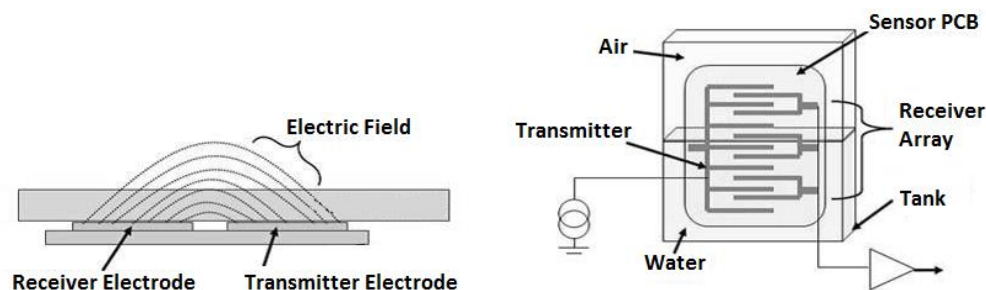 Electric Field
Receiver Electrode
Transmitter Electrode
Sensor PCB
Air
Transmitter
Receiver
Array
Tank
Water